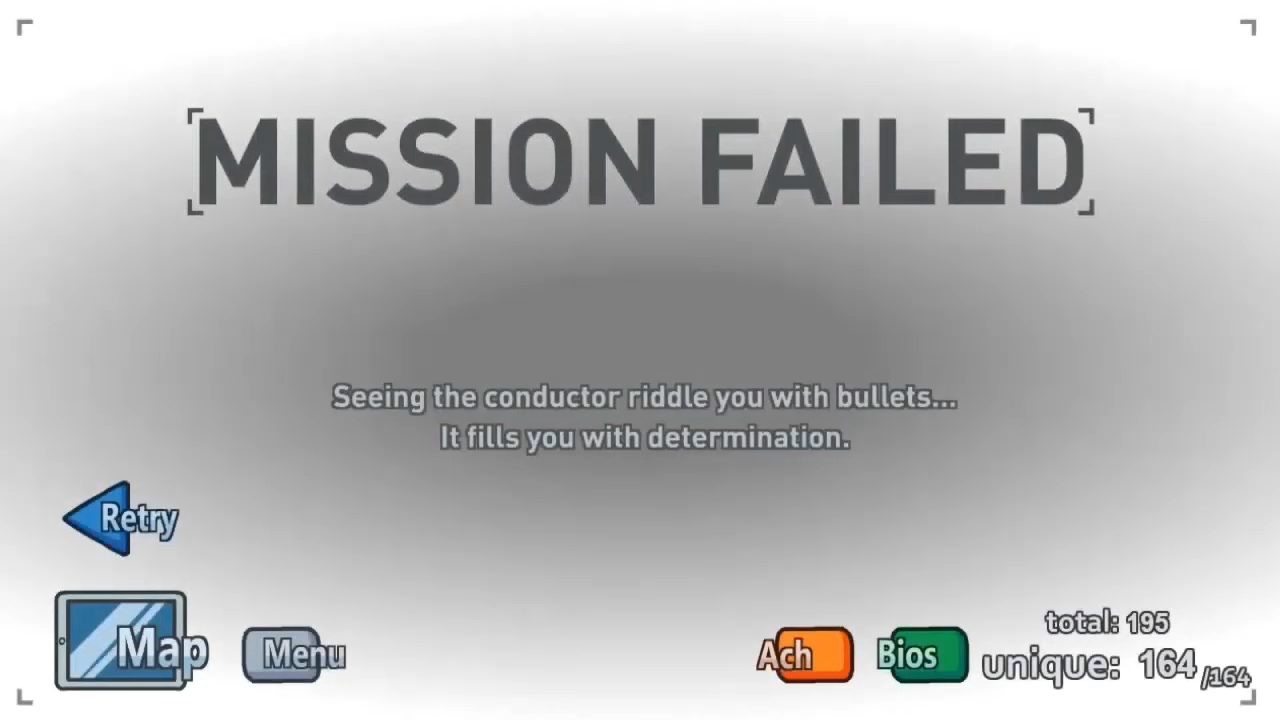 MISSION FAILED
Seeing the conductor riddle you with bullets...
It fills you with determination.
Retry
Map
Menu
Ach
Bios
total: 195
unique: 164 /164